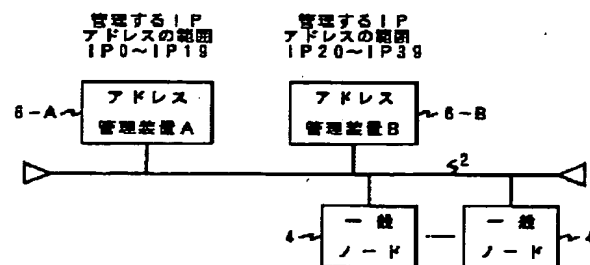 管理するIP
アドレスの範囲
IP0～IP19
管理するIP
アドレスの範囲
IP20～IP39
6-A
アドレス
管理装置A
アドレス
管理装置B
6-B
2
4
一般
ノード
一般
ノード
4